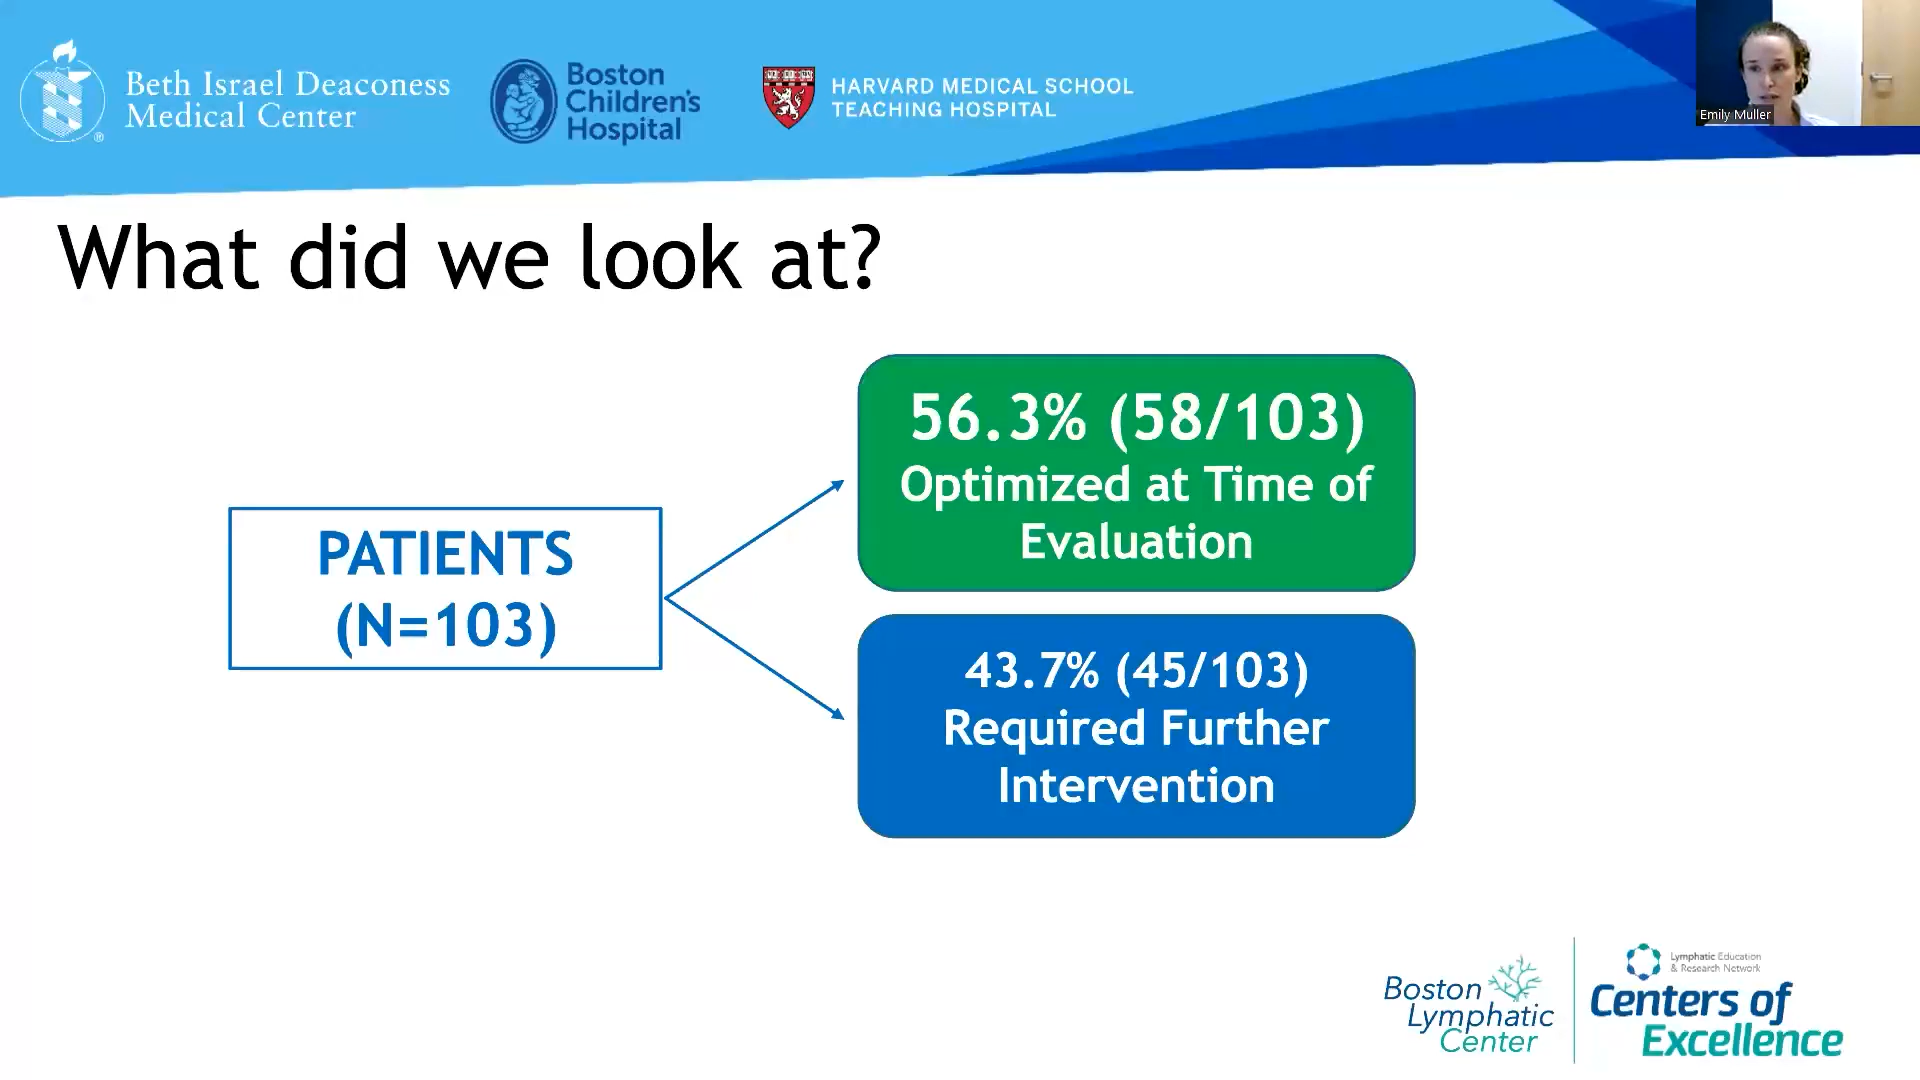 Beth Israel Deaconess
Medical Center
®
Boston
Children's
Hospital
HARVARD MEDICAL SCHOOL
TEACHING HOSPITAL
Emily Muller
What did we look at?
PATIENTS
(N=103)
56.3% (58/103)
Optimized at Time of
Evaluation
43.7% (45/103)
Required Further
Intervention
Boston
Lymphatic
Center
Lymphatic Education
& Research Network
Centers of
Excellence